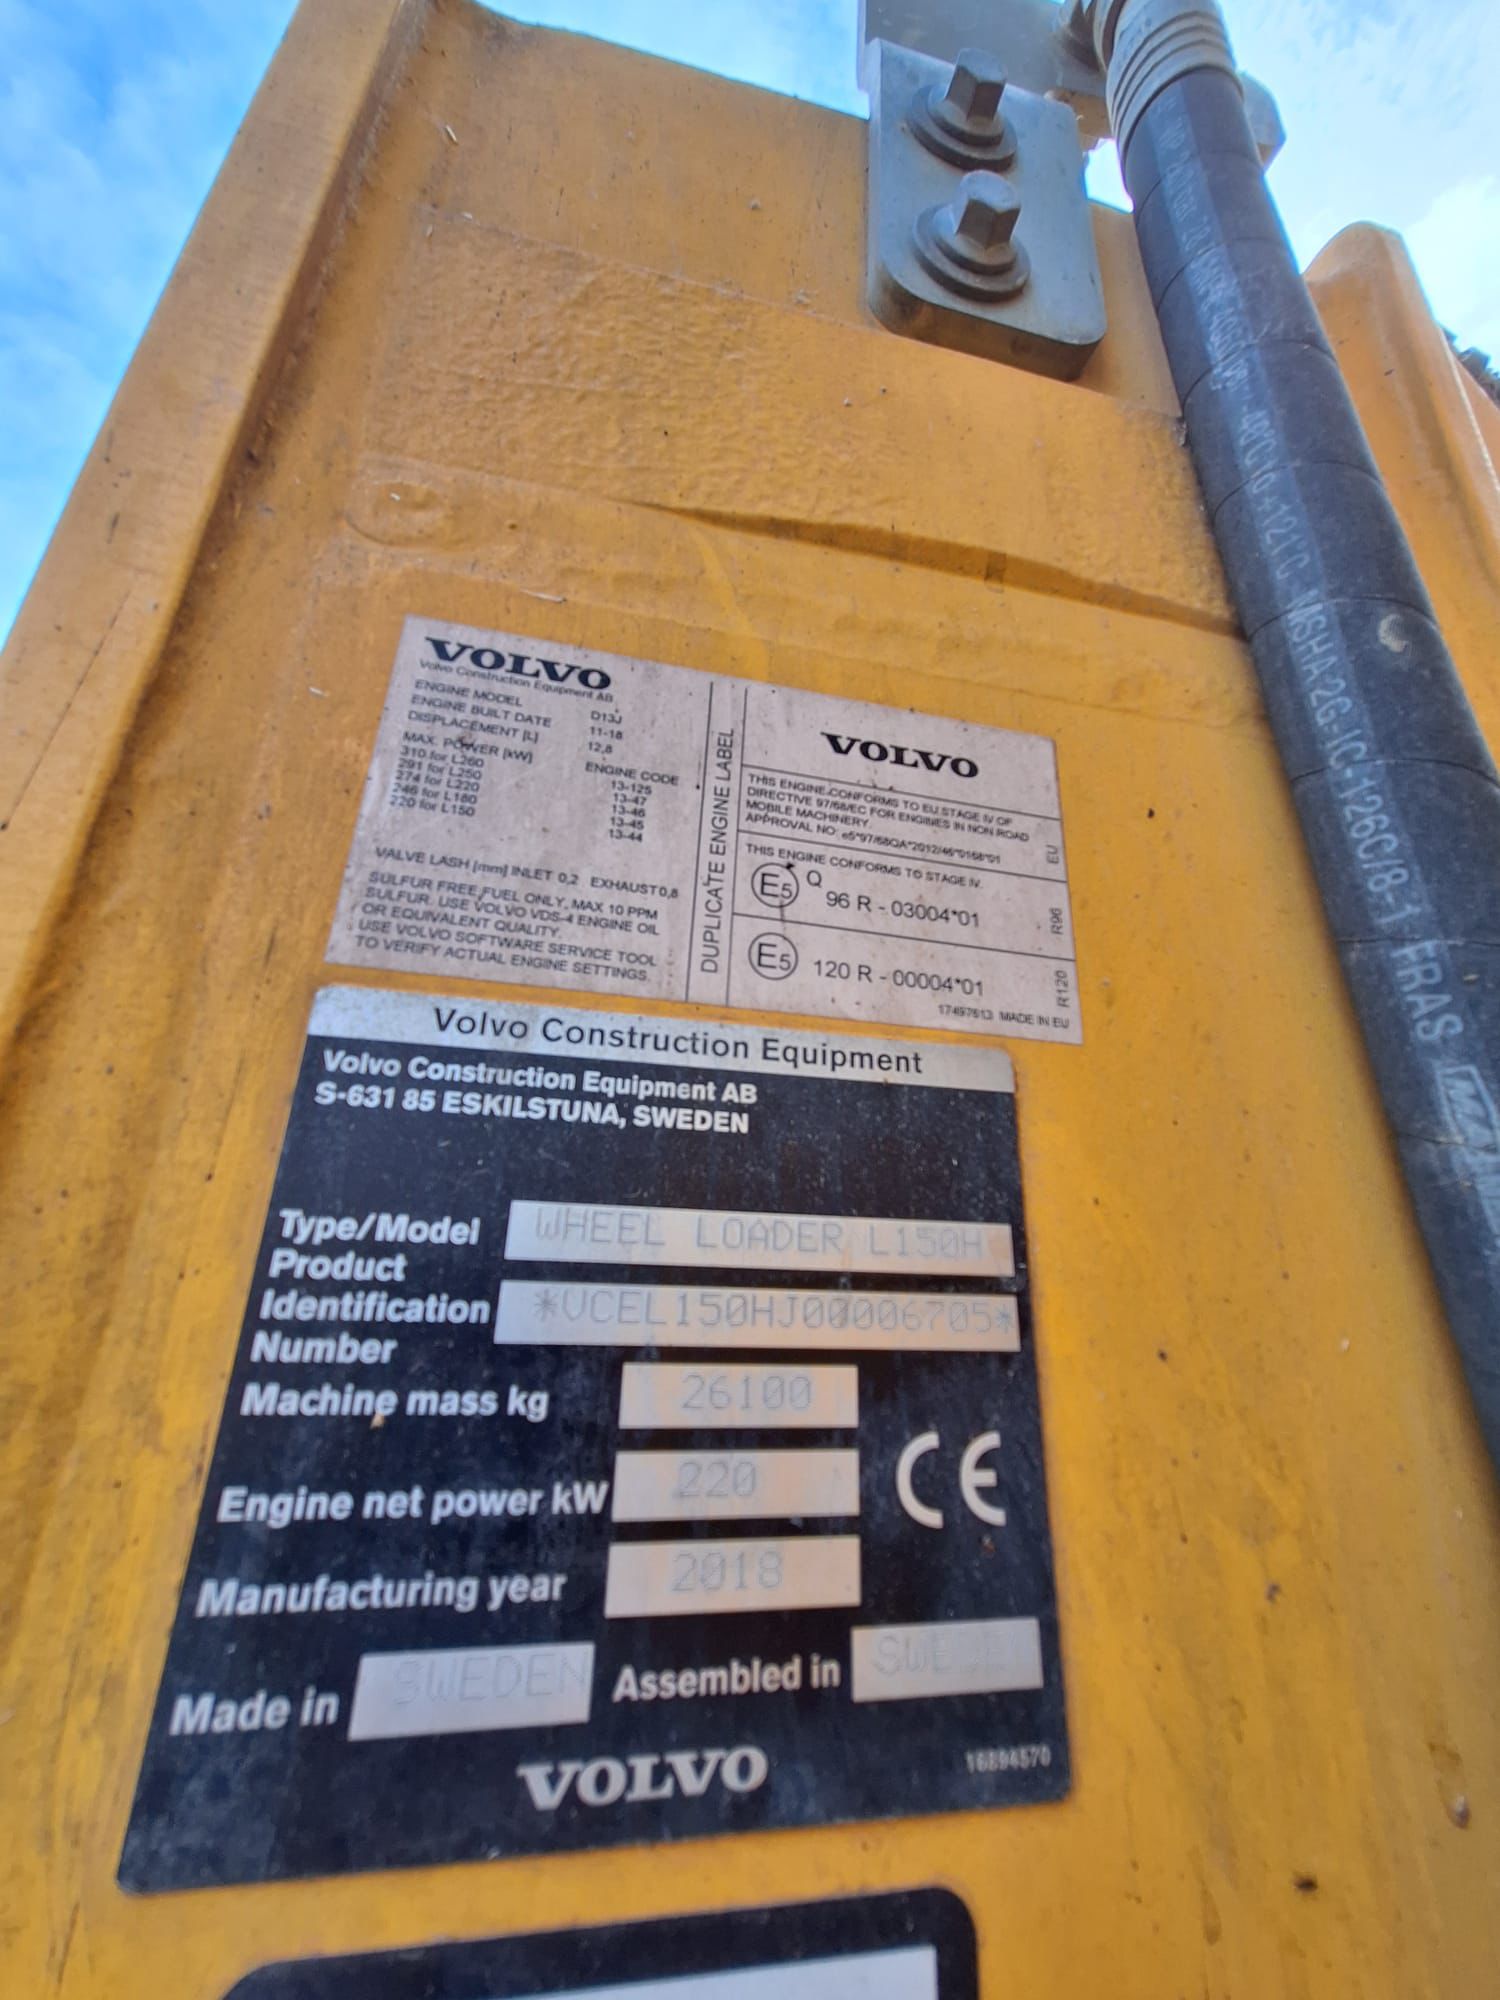 VOLVO
Volvo Construction Equipment AB
ENGINE MODEL D13J
ENGINE BUILT DATE 11-18
DISPLACEMENT [L] 12,8
MAX. POWER [kW] ENGINE CODE
310 for L260 13-125
291 for L250 13-47
274 for L220 13-46
246 for L180 13-45
220 for L150 13-44
VALVE LASH [mm] INLET 0,2 EXHAUST 0,8
SULFUR FREE FUEL ONLY, MAX 10 PPM
SULFUR. USE VOLVO VDS-4 ENGINE OIL
OR EQUIVALENT QUALITY.
USE VOLVO SOFTWARE SERVICE TOOL
TO VERIFY ACTUAL ENGINE SETTINGS.
DUPLICATE ENGINE LABEL
VOLVO
THIS ENGINE CONFORMS TO EU STAGE IV OF
DIRECTIVE 97/68/EC FOR ENGINES IN NON ROAD
MOBILE MACHINERY.
APPROVAL NO: e5*97/68QA*2012/46*0168*01
EU
THIS ENGINE CONFORMS TO STAGE IV.
E5 Q 96 R - 03004*01
R96
E5 120 R - 00004*01
R120
17497613 MADE IN EU
Volvo Construction Equipment
Volvo Construction Equipment AB
S-631 85 ESKILSTUNA, SWEDEN
Type/Model WHEEL LOADER L150H
Product
Identification *VCEL150HJ00006705*
Number
Machine mass kg 26100
Engine net power kW 220
CE
Manufacturing year 2018
Made in SWEDEN Assembled in SWEDEN
VOLVO
16894570
-40°C TO +121°C MSHA 2G-IC-126C/8-1 FRAS